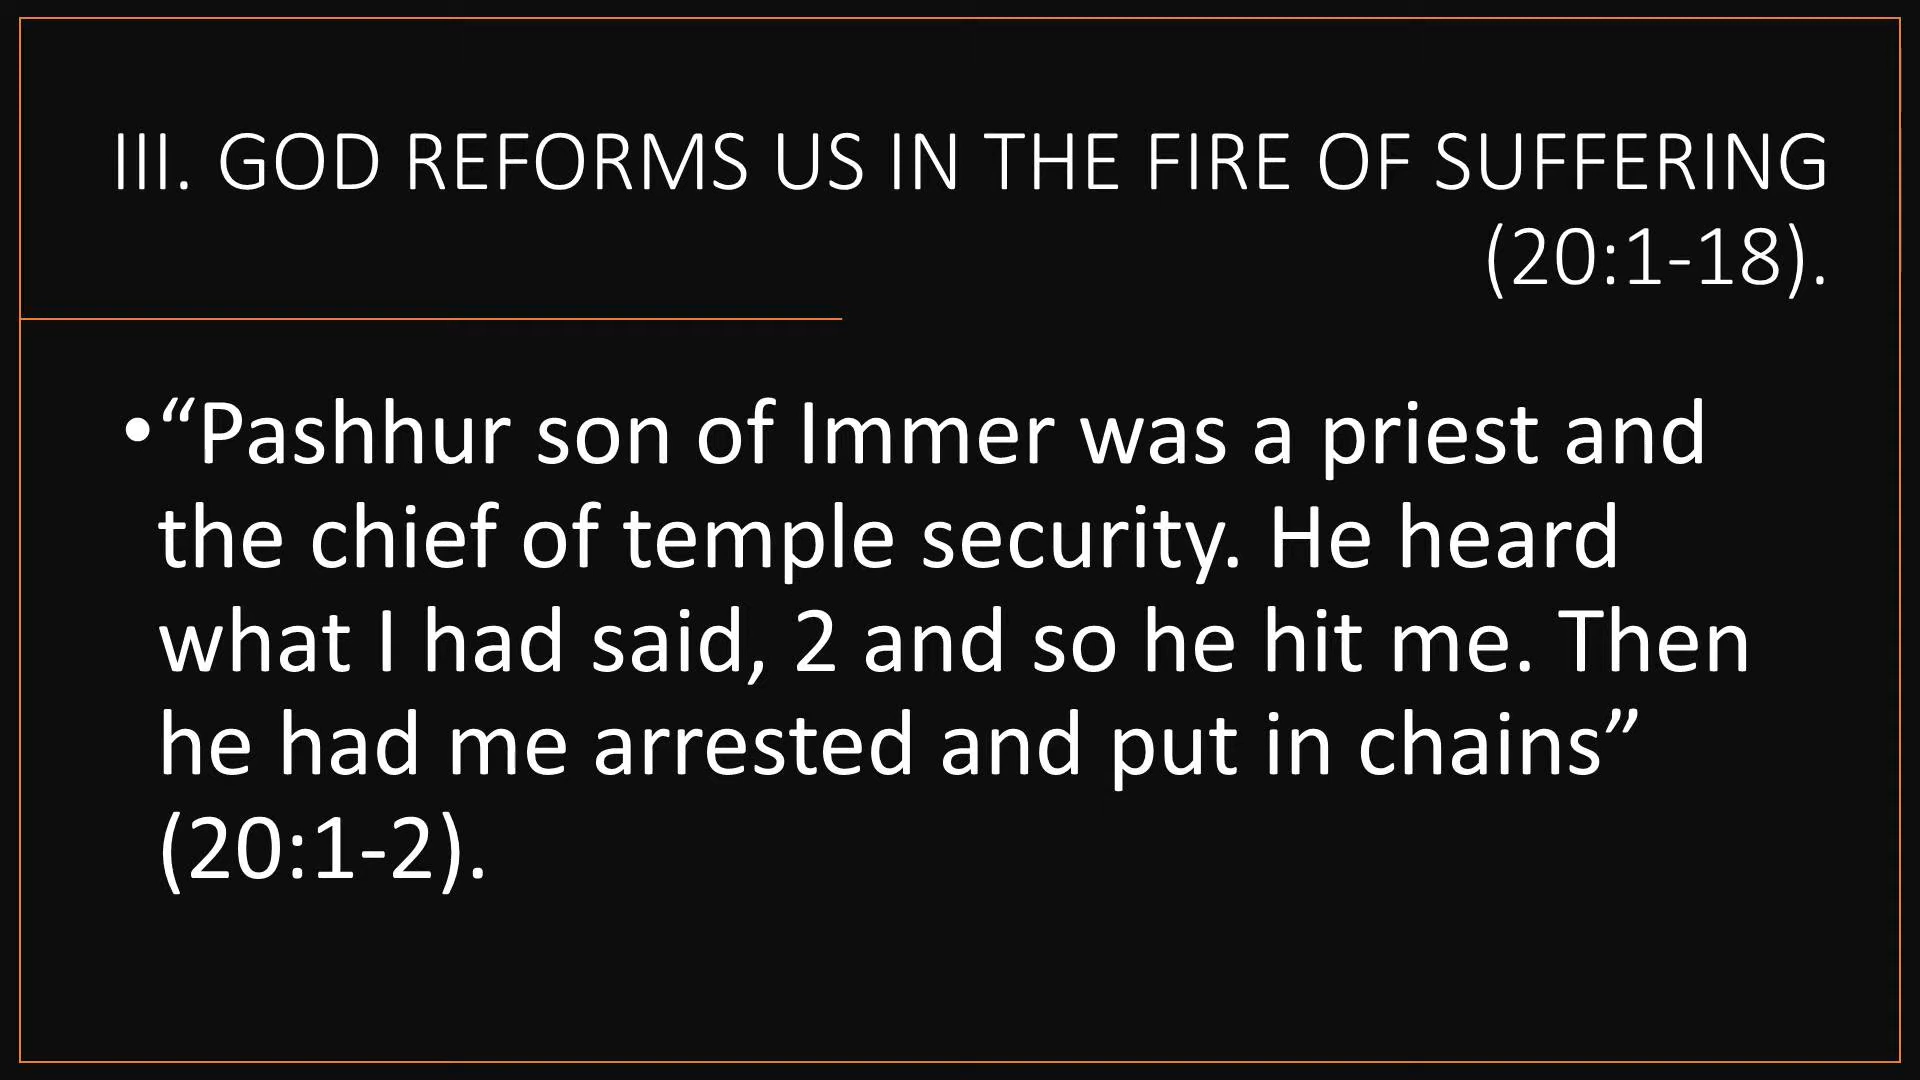 III. GOD REFORMS US IN THE FIRE OF SUFFERING
(20:1-18).
•“Pashhur son of Immer was a priest and
the chief of temple security. He heard
what I had said, 2 and so he hit me. Then
he had me arrested and put in chains”
(20:1-2).